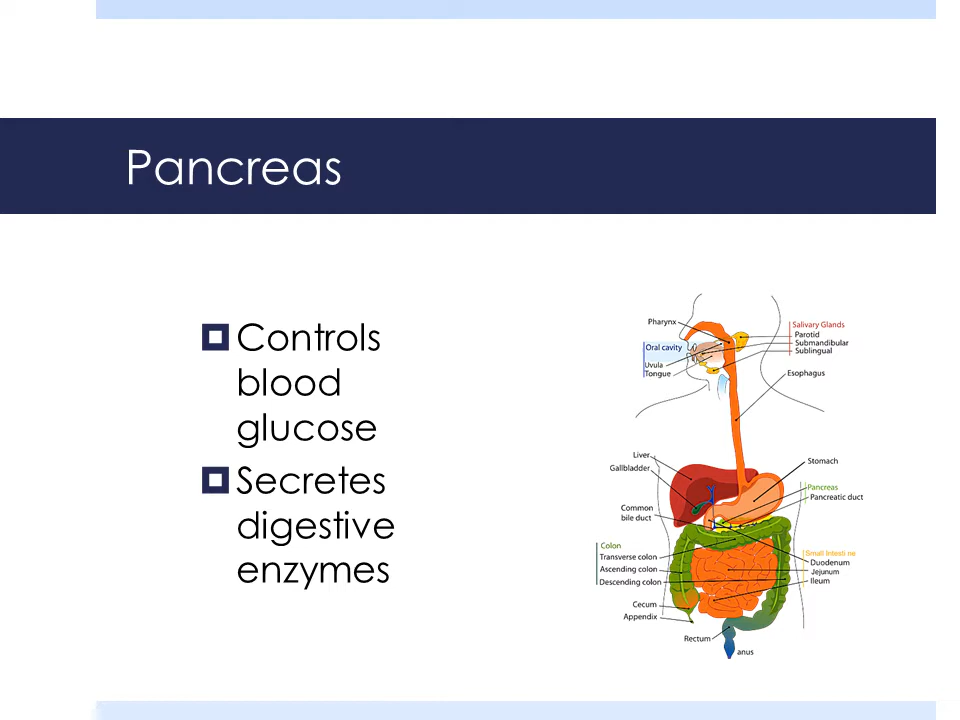 Pancreas
Controls
blood
glucose
Secretes
digestive
enzymes
Pharynx
Oral cavity
Uvula
Tongue
Salivary Glands
Parotid
Submandibular
Sublingual
Esophagus
Liver
Gallbladder
Common
bile duct
Stomach
Pancreas
Pancreatic duct
Colon
Transverse colon
Ascending colon
Descending colon
Small Intesti ne
Duodenum
Jejunum
Ileum
Cecum
Appendix
Rectum
anus